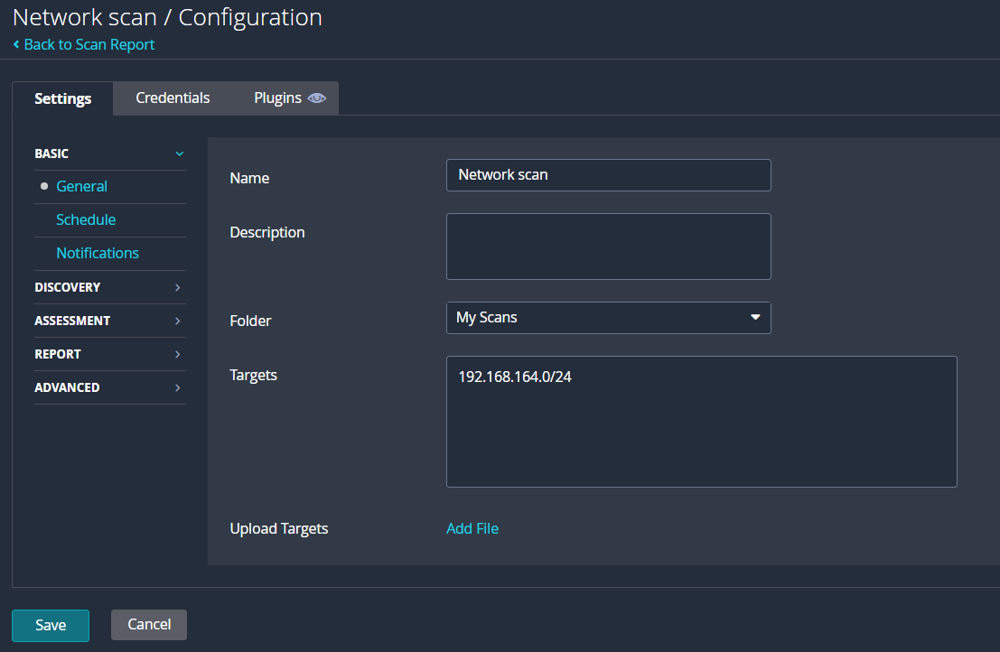 Network scan / Configuration
Back to Scan Report
Settings
Credentials
Plugins
BASIC
General
Schedule
Notifications
DISCOVERY
ASSESSMENT
REPORT
ADVANCED
Name
Network scan
Description
Folder
My Scans
Targets
192.168.164.0/24
Upload Targets
Add File
Save
Cancel